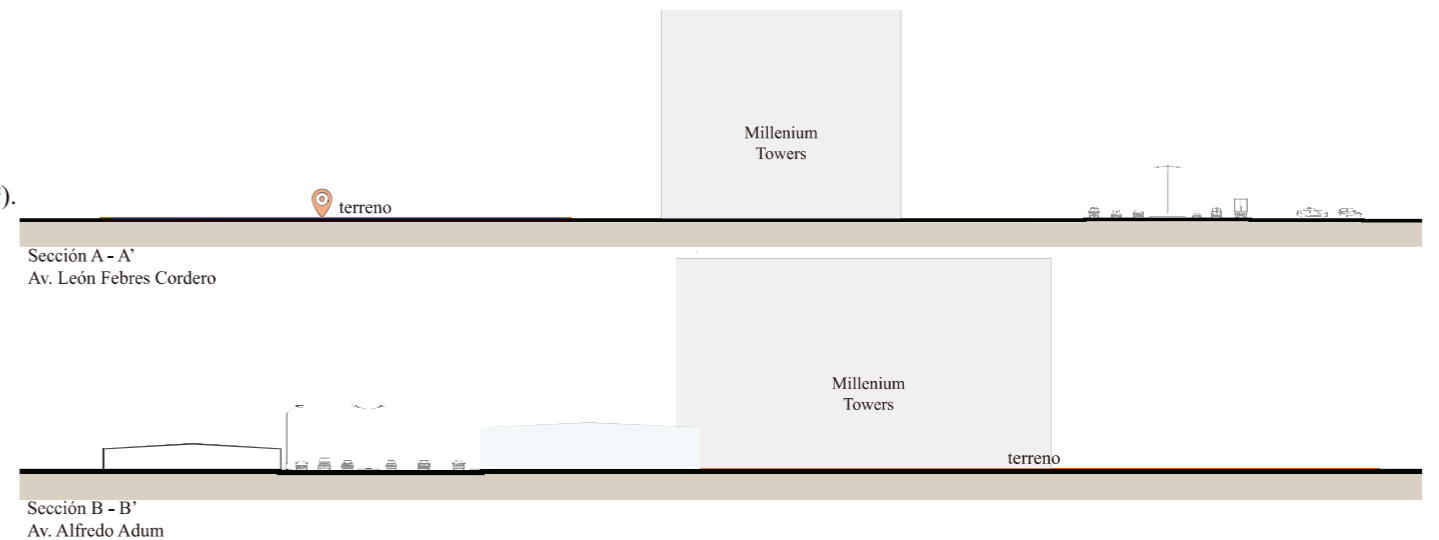 Millenium
Towers
).
terreno
Sección A - A’
Av. León Febres Cordero
Millenium
Towers
terreno
Sección B - B’
Av. Alfredo Adum